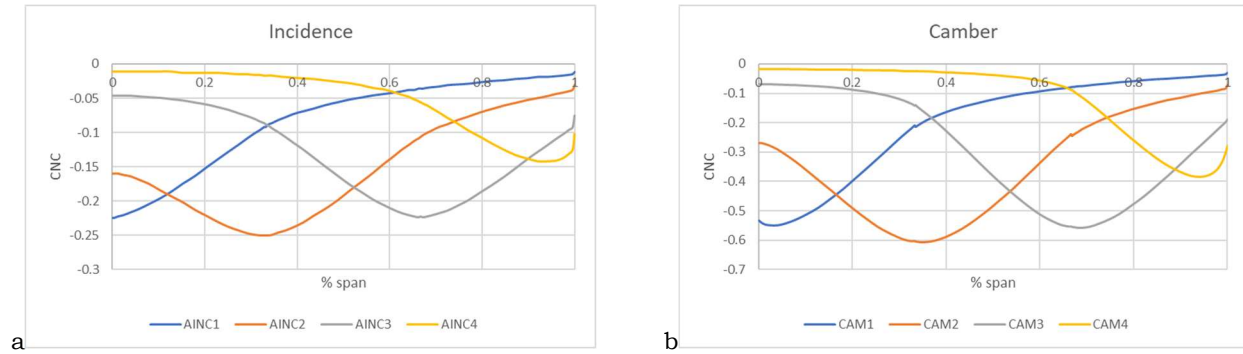 Incidence
0
0 0.2 0.4 0.6 0.8 1
-0.05
-0.1
-0.15
-0.2
-0.25
-0.3
CNC
% span
AINC1 AINC2 AINC3 AINC4
a
Camber
0
0 0.2 0.4 0.6 0.8 1
-0.1
-0.2
-0.3
-0.4
-0.5
-0.6
-0.7
CNC
% span
CAM1 CAM2 CAM3 CAM4
b